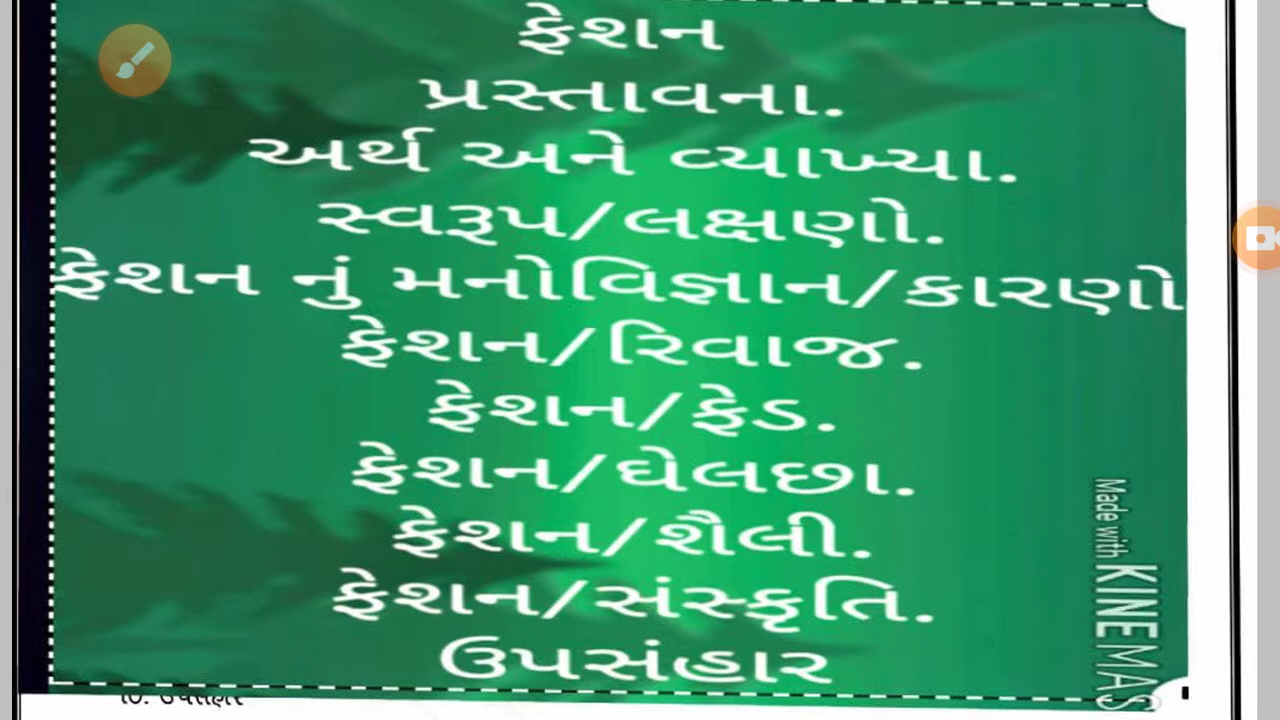 ફેશન
પ્રસ્તાવના.
અર્થ અને વ્યાખ્યા.
સ્વરૂપ/લક્ષણો.
ફેશન નું મનોવિજ્ઞાન/કારણો
ફેશન/રિવાજ.
ફેશન/ફેડ.
ફેશન/ઘેલછા.
ફેશન/શૈલી.
ફેશન/સંસ્કૃતિ.
ઉપસંહાર
Made with KINEMAS